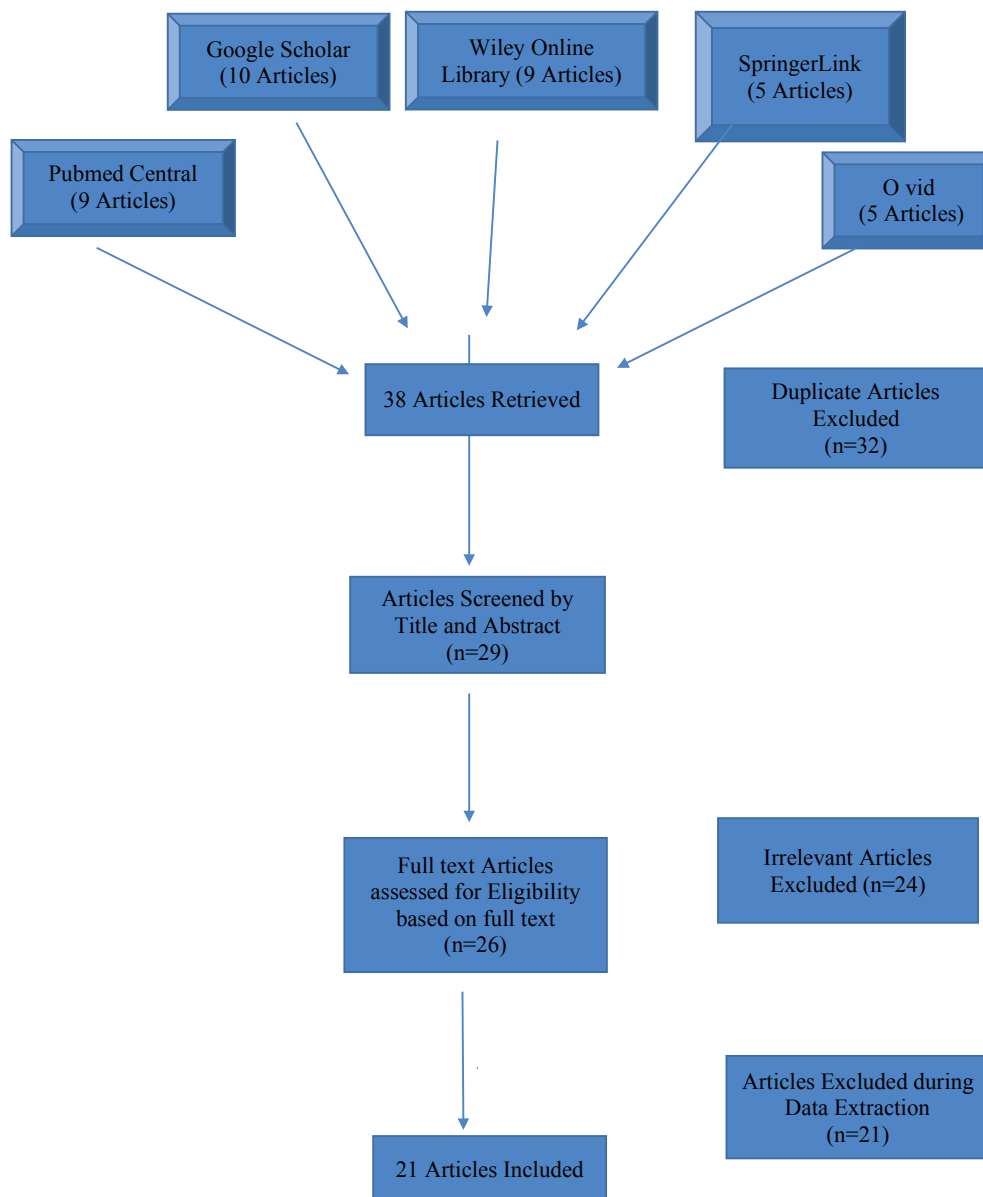 Google Scholar
(10 Articles)
Wiley Online
Library (9 Articles)
SpringerLink
(5 Articles)
Pubmed Central
(9 Articles)
O vid
(5 Articles)
38 Articles Retrieved
Duplicate Articles
Excluded
(n=32)
Articles Screened by
Title and Abstract
(n=29)
Full text Articles
assessed for Eligibility
based on full text
(n=26)
Irrelevant Articles
Excluded (n=24)
Articles Excluded during
Data Extraction
(n=21)
21 Articles Included